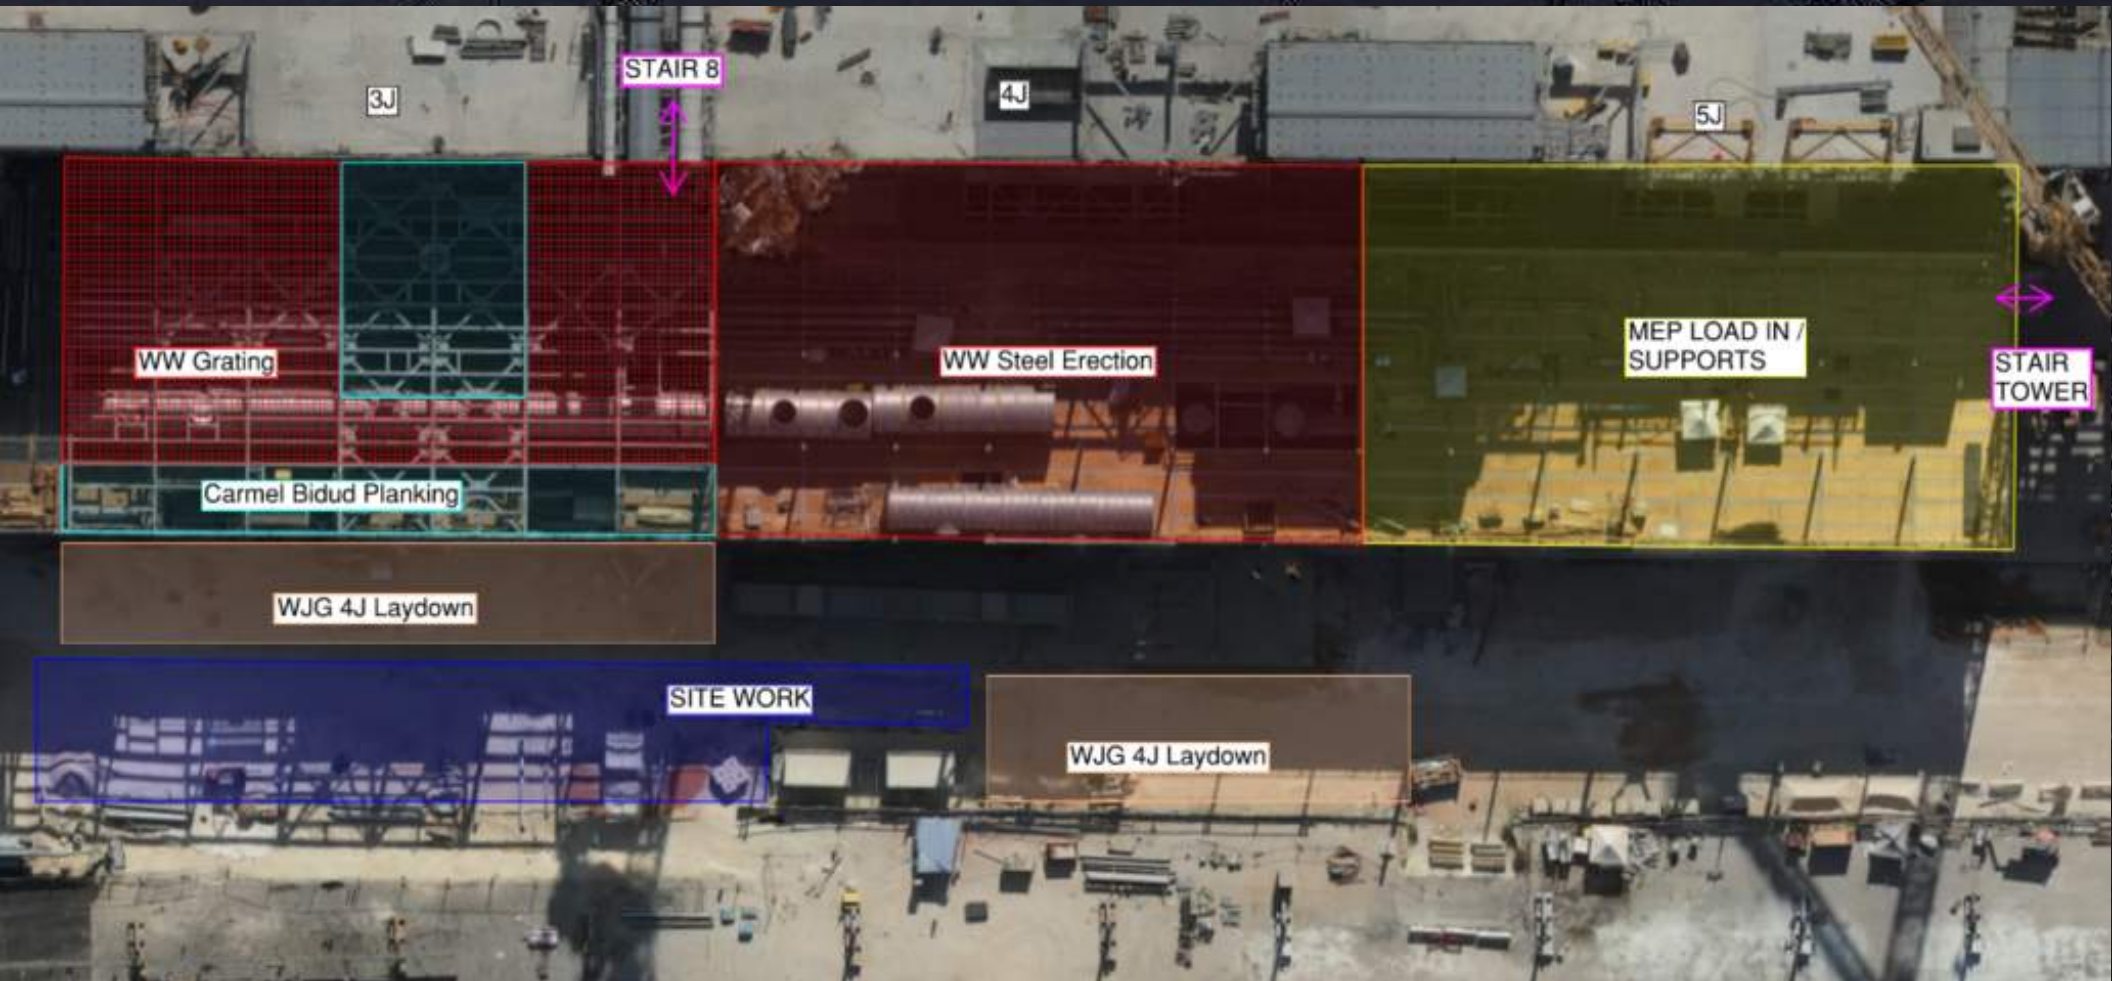 STAIR 8
3J
4J
5J
WW Grating
WW Steel Erection
MEP LOAD IN /
SUPPORTS
STAIR
TOWER
Carmel Bidud Planking
WJG 4J Laydown
SITE WORK
WJG 4J Laydown